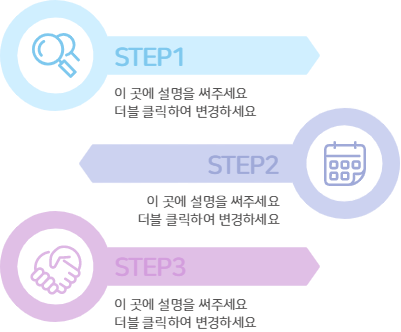 STEP1
이 곳에 설명을 써주세요
더블 클릭하여 변경하세요
STEP2
이 곳에 설명을 써주세요
더블 클릭하여 변경하세요
STEP3
이 곳에 설명을 써주세요
더블 클릭하여 변경하세요